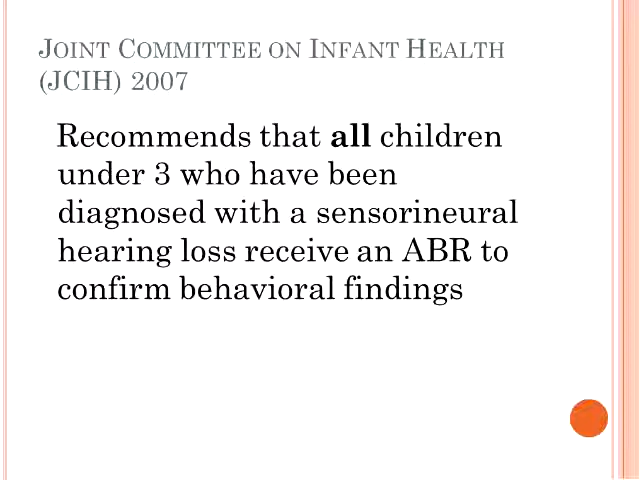 JOINT COMMITTEE ON INFANT HEALTH
(JCIH) 2007
Recommends that all children
under 3 who have been
diagnosed with a sensorineural
hearing loss receive an ABR to
confirm behavioral findings